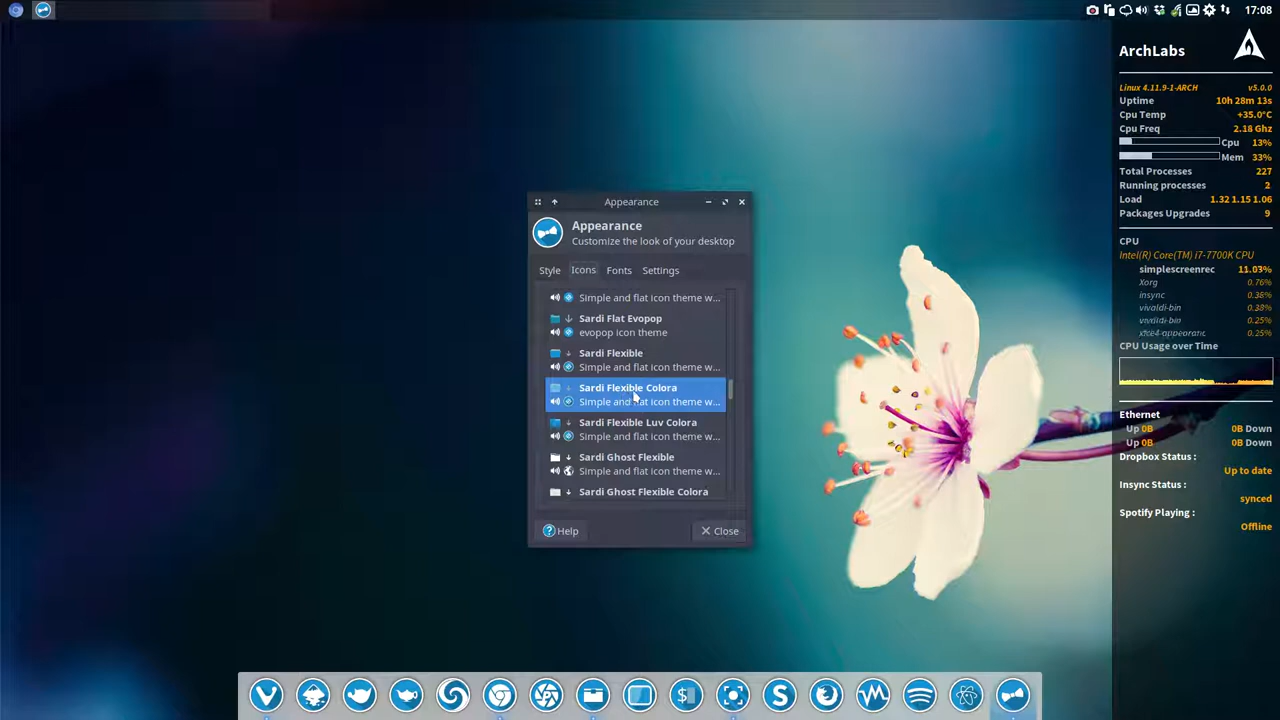 17:08
Appearance
Appearance
Customize the look of your desktop
Style Icons Fonts Settings
Simple and flat icon theme w...
Sardi Flat Evopop
evopop icon theme
Sardi Flexible
Simple and flat icon theme w...
Sardi Flexible Colora
Simple and flat icon theme w...
Sardi Flexible Luv Colora
Simple and flat icon theme w...
Sardi Ghost Flexible
Simple and flat icon theme w...
Sardi Ghost Flexible Colora
Help Close
ArchLabs
Linux 4.11.9-1-ARCH v5.0.0
Uptime 10h 28m 13s
Cpu Temp +35.0°C
Cpu Freq 2.18 Ghz
Cpu 13%
Mem 33%
Total Processes 227
Running processes 2
Load 1.32 1.15 1.06
Packages Upgrades 9
CPU
Intel(R) Core(TM) i7-7700K CPU
simplescreenrec 11.03%
Xorg 0.76%
insync 0.38%
vivaldi-bin 0.38%
vivaldi-bin 0.25%
xfce4-appearanc 0.25%
CPU Usage over Time
Ethernet
Up 0B 0B Down
Up 0B 0B Down
Dropbox Status :
Up to date
Insync Status :
synced
Spotify Playing :
Offline